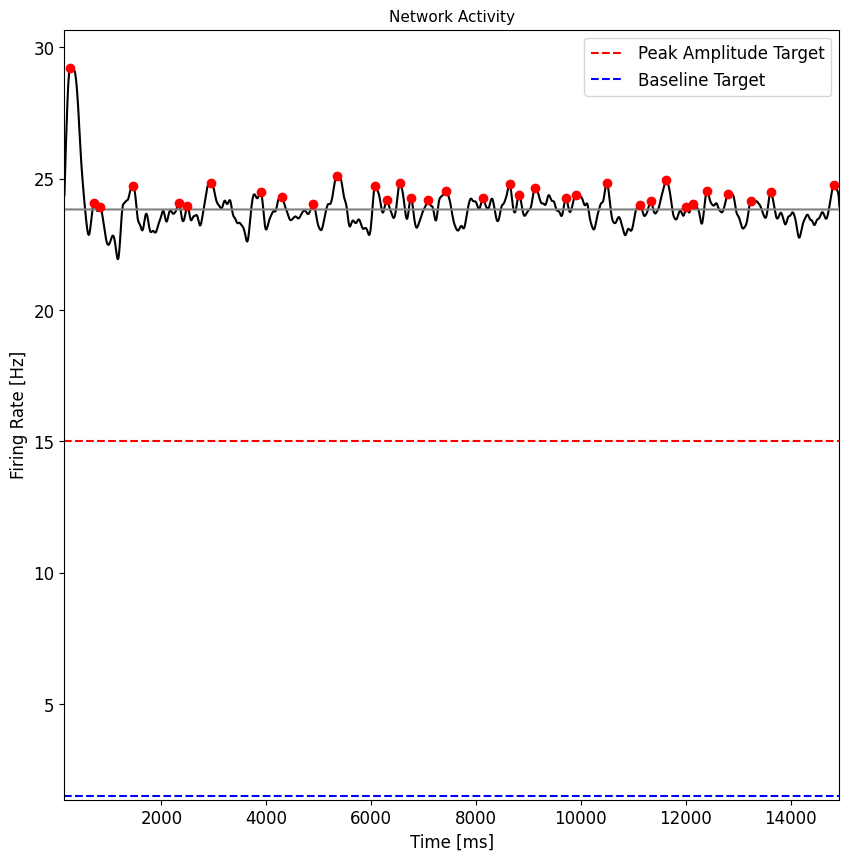 Network Activity
Peak Amplitude Target
Baseline Target
Firing Rate [Hz]
30
25
20
15
10
5
2000 4000 6000 8000 10000 12000 14000
Time [ms]